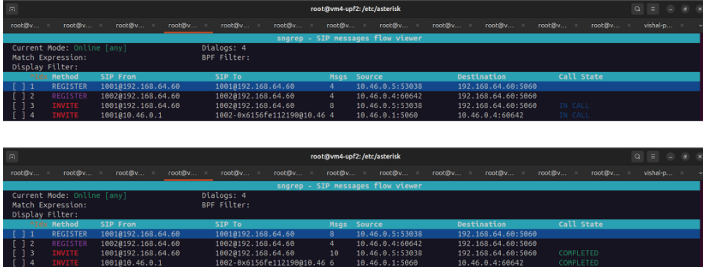 root@vm4-upf2: /etc/asterisk
root@v... root@v... root@v... root@v... root@v... root@v... root@v... root@v... root@v... root@v... root@v... root@v... vishal-p...
sngrep - SIP messages flow viewer
Current Mode: Online [any] Dialogs: 4
Match Expression: BPF Filter:
Display Filter:
Method SIP From SIP To Msgs Source Destination Call State
[ ] 1 REGISTER 1001@192.168.64.60 1001@192.168.64.60 4 10.46.0.5:53038 192.168.64.60:5060
[ ] 2 REGISTER 1002@192.168.64.60 1002@192.168.64.60 4 10.46.0.4:60642 192.168.64.60:5060
[ ] 3 INVITE 1001@192.168.64.60 1002@192.168.64.60 8 10.46.0.5:53038 192.168.64.60:5060 IN CALL
[ ] 4 INVITE 1001@10.46.0.1 1002-0x6156fe112190@10.46 4 10.46.0.1:5060 10.46.0.4:60642 IN CALL
root@vm4-upf2: /etc/asterisk
root@v... root@v... root@v... root@v... root@v... root@v... root@v... root@v... root@v... root@v... root@v... root@v... vishal-p...
sngrep - SIP messages flow viewer
Current Mode: Online [any] Dialogs: 4
Match Expression: BPF Filter:
Display Filter:
Method SIP From SIP To Msgs Source Destination Call State
[ ] 1 REGISTER 1001@192.168.64.60 1001@192.168.64.60 8 10.46.0.5:53038 192.168.64.60:5060
[ ] 2 REGISTER 1002@192.168.64.60 1002@192.168.64.60 4 10.46.0.4:60642 192.168.64.60:5060
[ ] 3 INVITE 1001@192.168.64.60 1002@192.168.64.60 10 10.46.0.5:53038 192.168.64.60:5060 COMPLETED
[ ] 4 INVITE 1001@10.46.0.1 1002-0x6156fe112190@10.46 6 10.46.0.1:5060 10.46.0.4:60642 COMPLETED